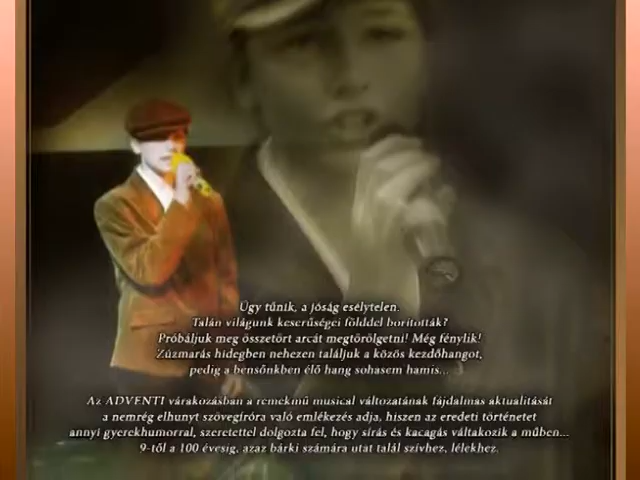 Úgy tűnik, a jóság esélytelen.
Talán világunk keserűségei földdel borították?
Próbáljuk meg összetört arcát megtörölgetni! Még fénylik!
Zúzmarás hidegben nehezen találjuk a közös kezdőhangot,
pedig a bensőnkben élő hang sohasem hamis...
Az ADVENTI várakozásban a remekmű musical változatának fájdalmas aktualitását
a nemrég elhunyt szövegíróra való emlékezés adja, hiszen az eredeti történetet
annyi gyerekhumorral, szeretettel dolgozta fel, hogy sírás és kacagás váltakozik a műben...
9-től a 100 évesig, azaz bárki számára utat talál szívhez, lélekhez.